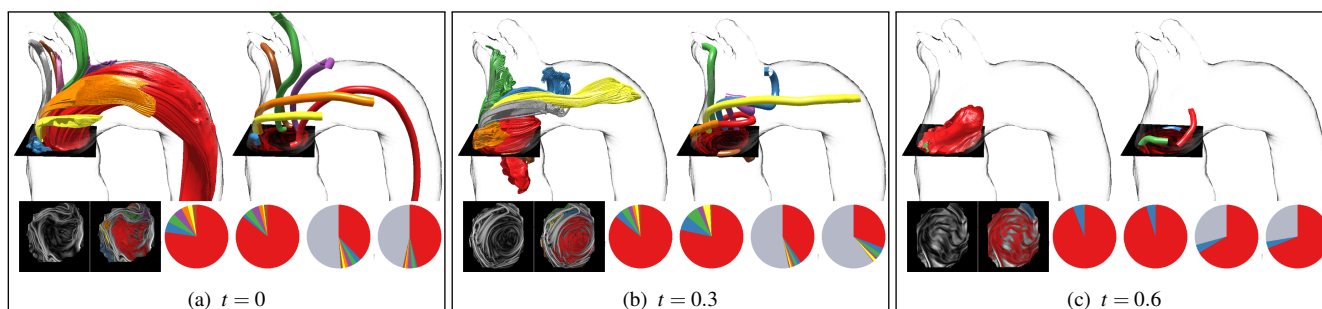 (a) t = 0
(b) t = 0.3
(c) t = 0.6